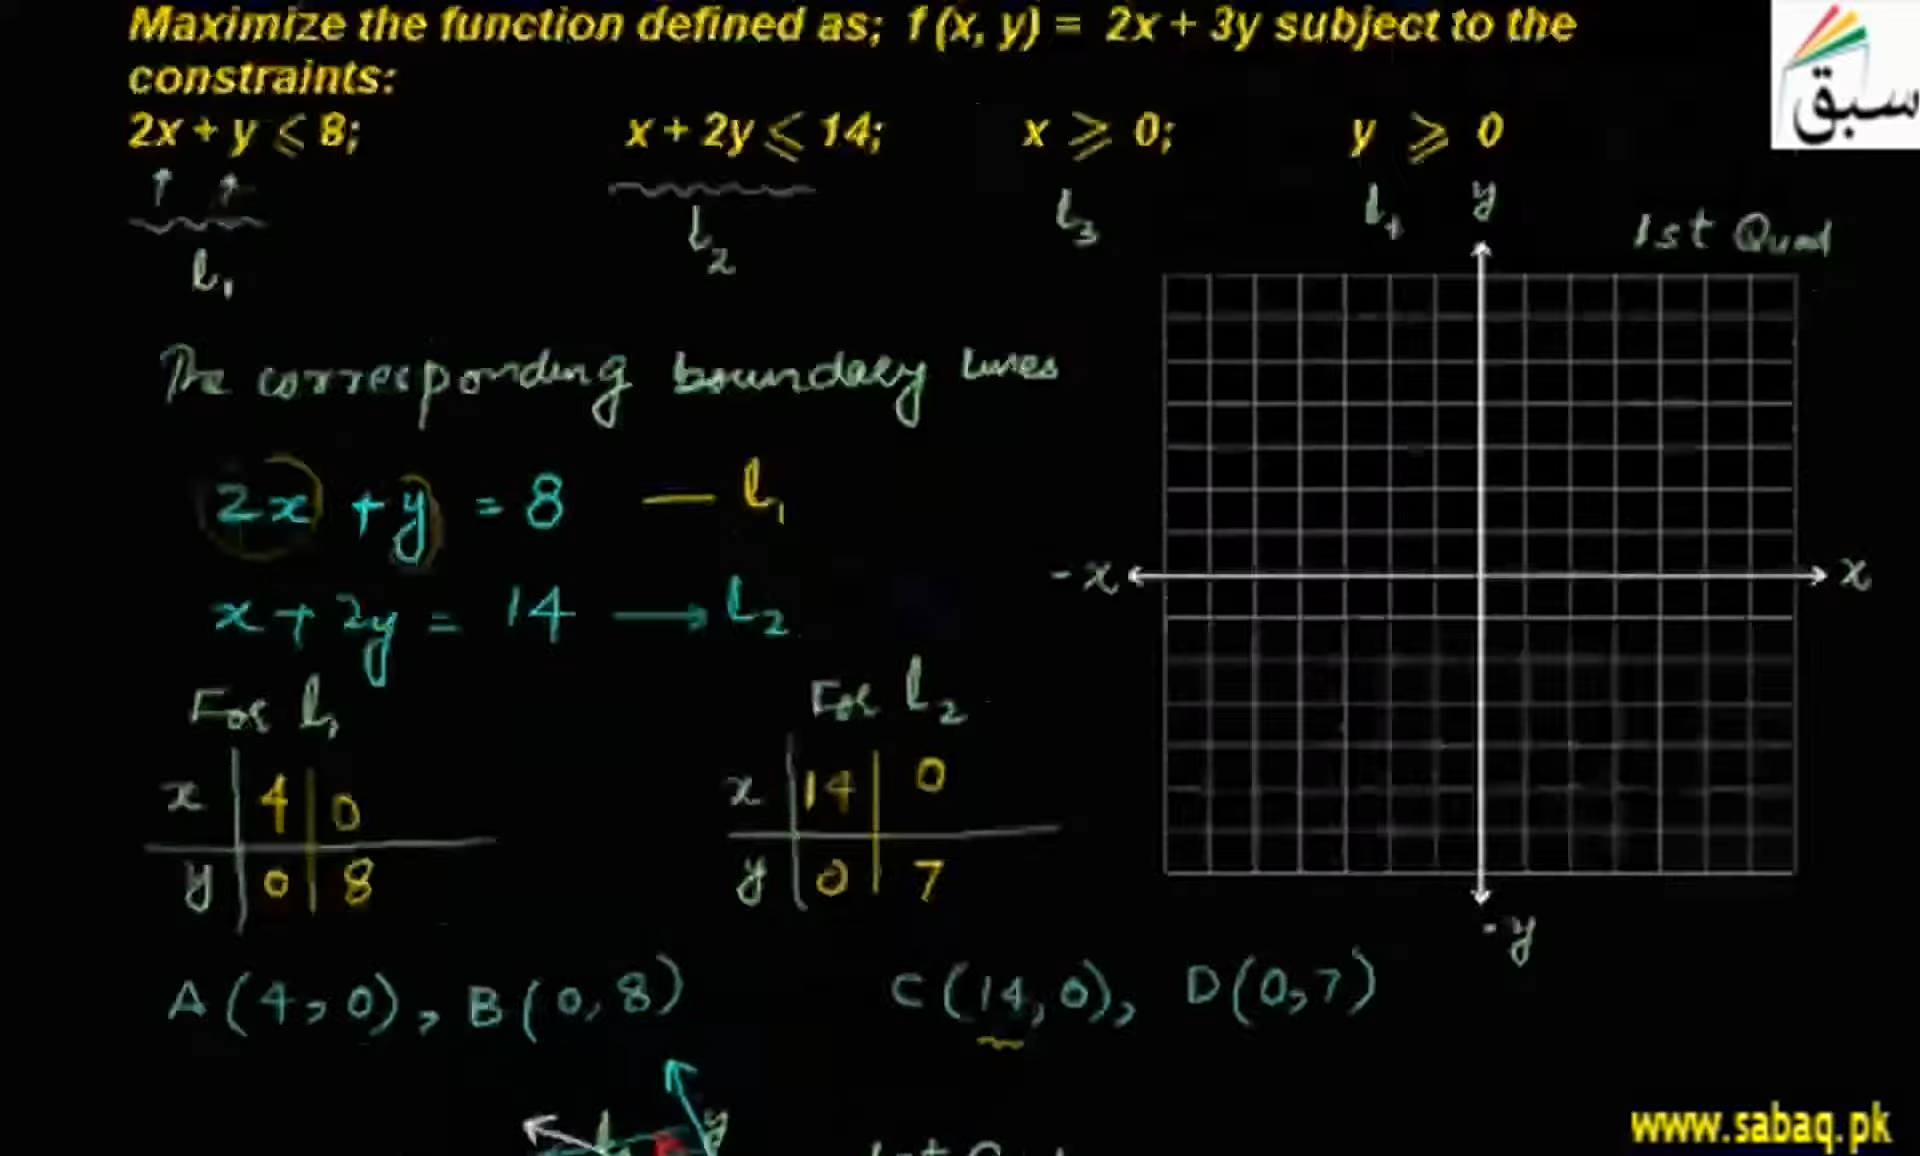 Maximize the function defined as; f(x, y) = 2x + 3y subject to the
constraints:
2x + y ⩽ 8; x + 2y ⩽ 14; x ⩾ 0; y ⩾ 0
سبق
l₁ l₂ l₃ l₄
y 1st Quad
The corresponding boundary lines
2x + y = 8 — l₁
-x x
x + 2y = 14 → l₂
For l₁ For l₂
x 4 0 x 14 0
y 0 8 y 0 7
-y
A(4, 0), B(0, 8) C(14, 0), D(0, 7)
y
www.sabaq.pk